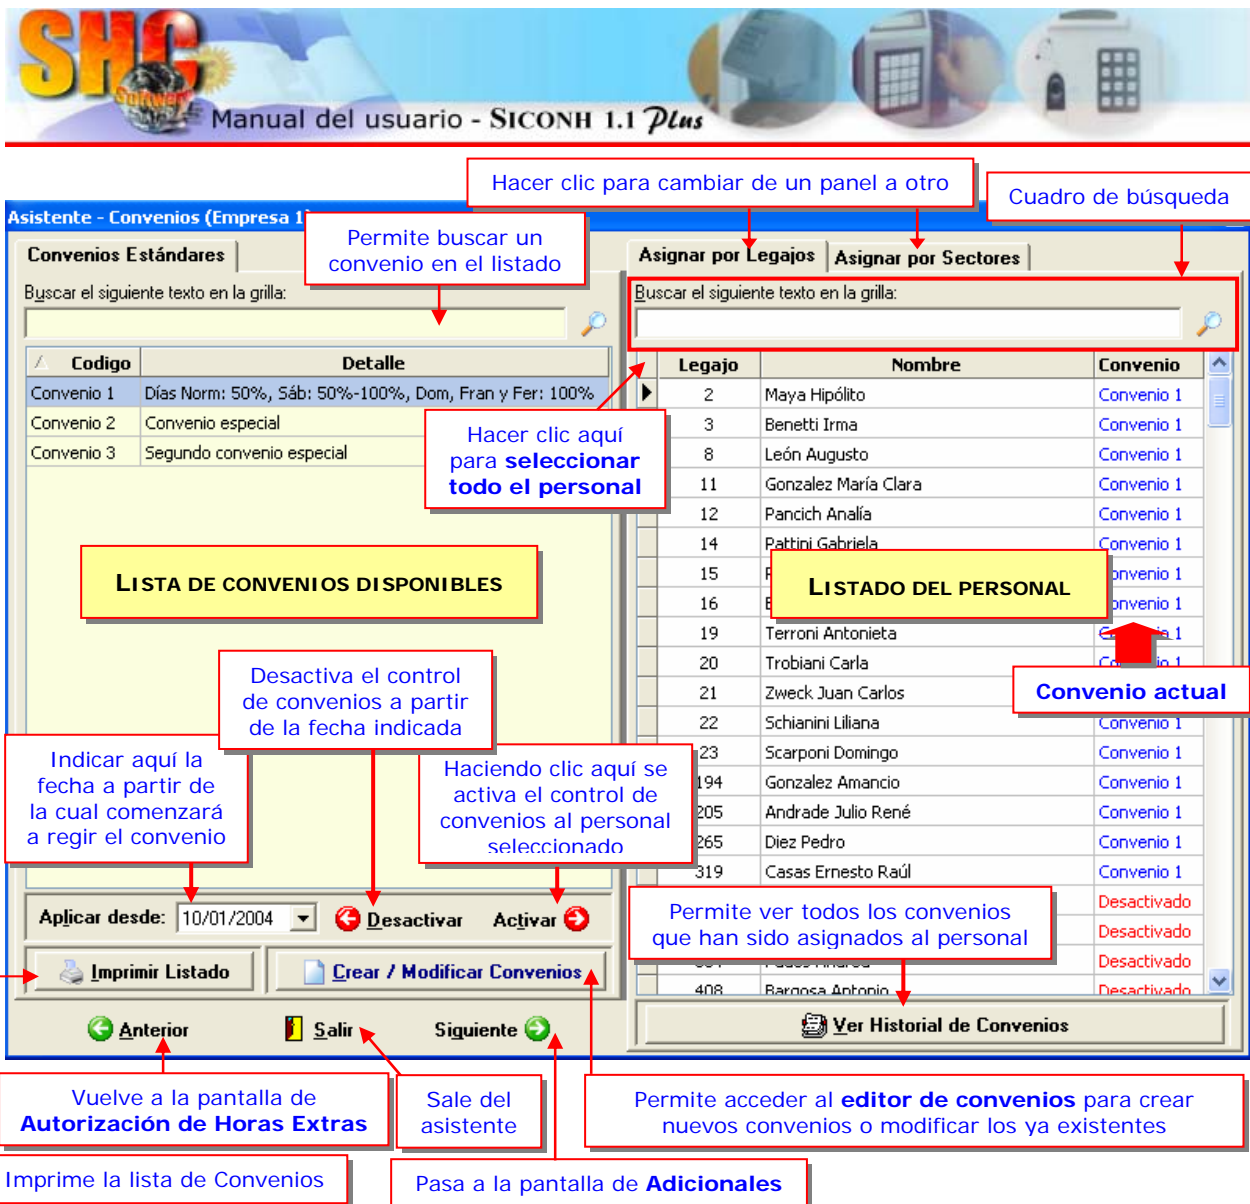 SHC
Software
Manual del usuario - SICONH 1.1 Plus
Hacer clic para cambiar de un panel a otro
Cuadro de búsqueda
Asistente - Convenios (Empresa 1)
Permite buscar un
convenio en el listado
Convenios Estándares
Asignar por Legajos
Asignar por Sectores
Buscar el siguiente texto en la grilla:
Buscar el siguiente texto en la grilla:
Codigo Detalle
Convenio 1 Días Norm: 50%, Sáb: 50%-100%, Dom, Fran y Fer: 100%
Convenio 2 Convenio especial
Convenio 3 Segundo convenio especial
Hacer clic aquí
para seleccionar
todo el personal
Legajo Nombre Convenio
2 Maya Hipólito Convenio 1
3 Benetti Irma Convenio 1
8 León Augusto Convenio 1
11 Gonzalez María Clara Convenio 1
12 Pancich Analía Convenio 1
14 Pattini Gabriela Convenio 1
15 Convenio 1
16 Convenio 1
19 Terroni Antonieta
20 Trobiani Carla
21 Zweck Juan Carlos
22 Schianini Liliana Convenio 1
23 Scarponi Domingo Convenio 1
194 Gonzalez Amancio Convenio 1
205 Andrade Julio René Convenio 1
265 Diez Pedro Convenio 1
319 Casas Ernesto Raúl Convenio 1
Desactivado
Desactivado
Desactivado
408 Bargosa Antonio Desactivado
LISTA DE CONVENIOS DISPONIBLES
LISTADO DEL PERSONAL
Convenio actual
Desactiva el control
de convenios a partir
de la fecha indicada
Indicar aquí la
fecha a partir de
la cual comenzará
a regir el convenio
Haciendo clic aquí se
activa el control de
convenios al personal
seleccionado
Permite ver todos los convenios
que han sido asignados al personal
Aplicar desde: 10/01/2004 Desactivar Activar
Imprimir Listado
Crear / Modificar Convenios
Anterior Salir Siguiente
Ver Historial de Convenios
Vuelve a la pantalla de
Autorización de Horas Extras
Sale del
asistente
Permite acceder al editor de convenios para crear
nuevos convenios o modificar los ya existentes
Imprime la lista de Convenios
Pasa a la pantalla de Adicionales